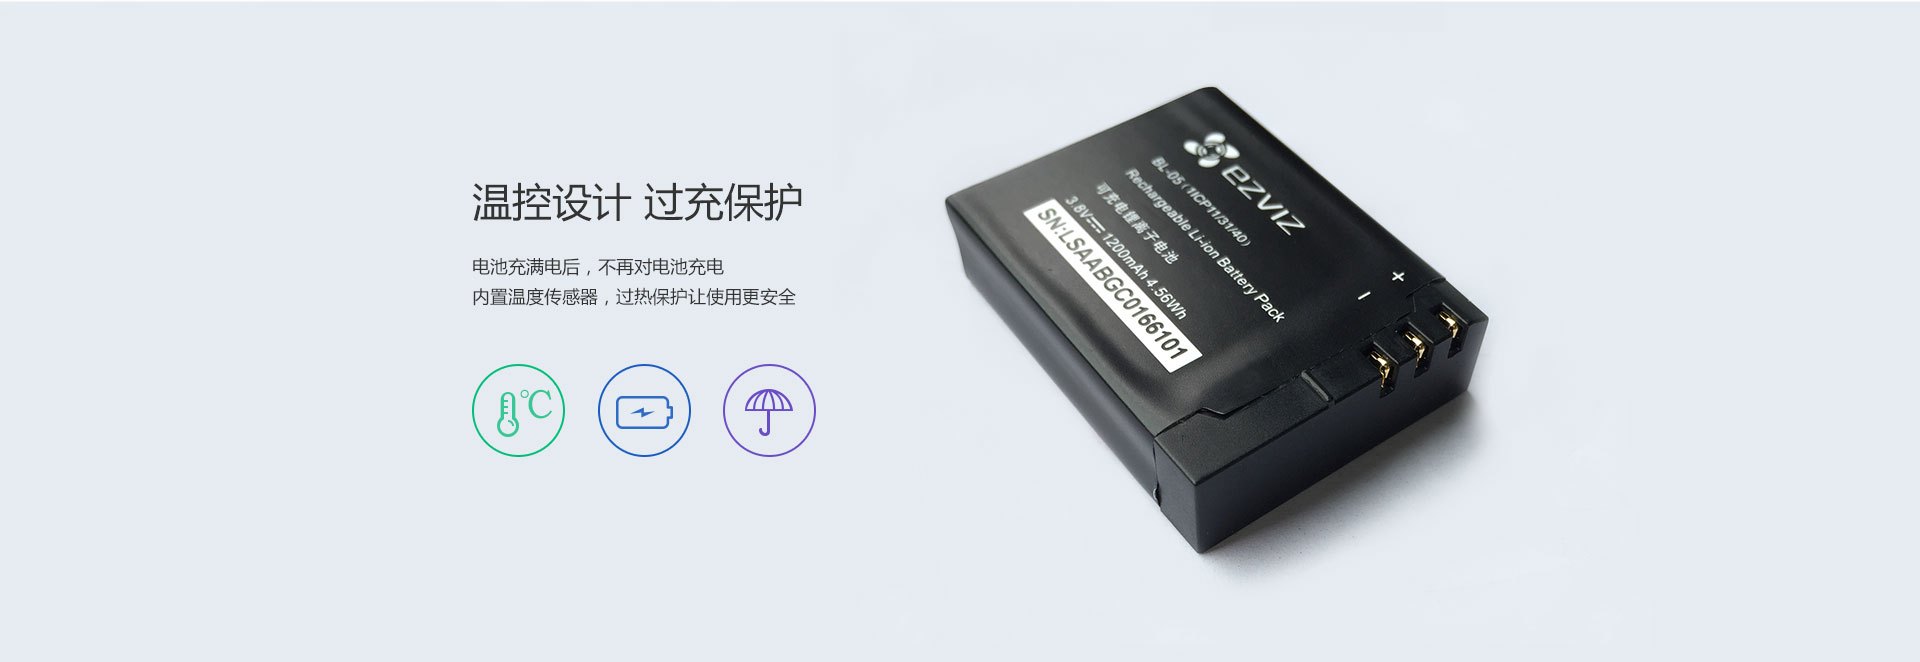 温控设计 过充保护
电池充满电后，不再对电池充电
内置温度传感器，过热保护让使用更安全
℃
EZVIZ
BL-05（1ICP11/31/40）
Rechargeable Li-ion Battery Pack
可充电锂离子电池
3.8V⎓1200mAh 4.56Wh
SN:LSAABGC0166101
+
−